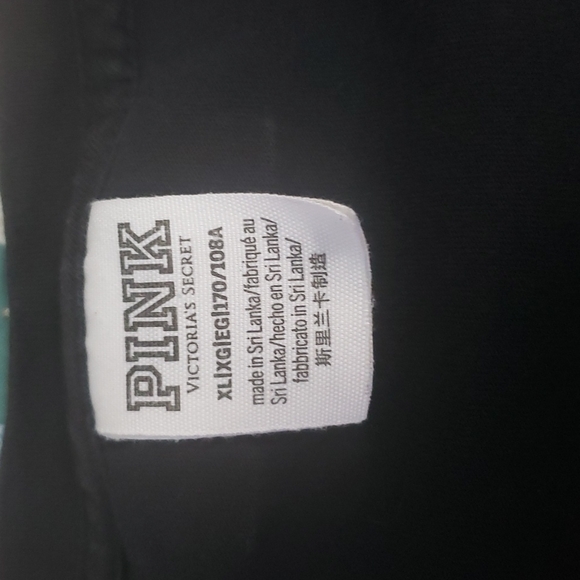 PINK
VICTORIA'S SECRET
XL|XG|EG|170/108A
made in Sri Lanka/fabriqué au
Sri Lanka/hecho en Sri Lanka/
fabbricato in Sri Lanka/
斯里兰卡制造